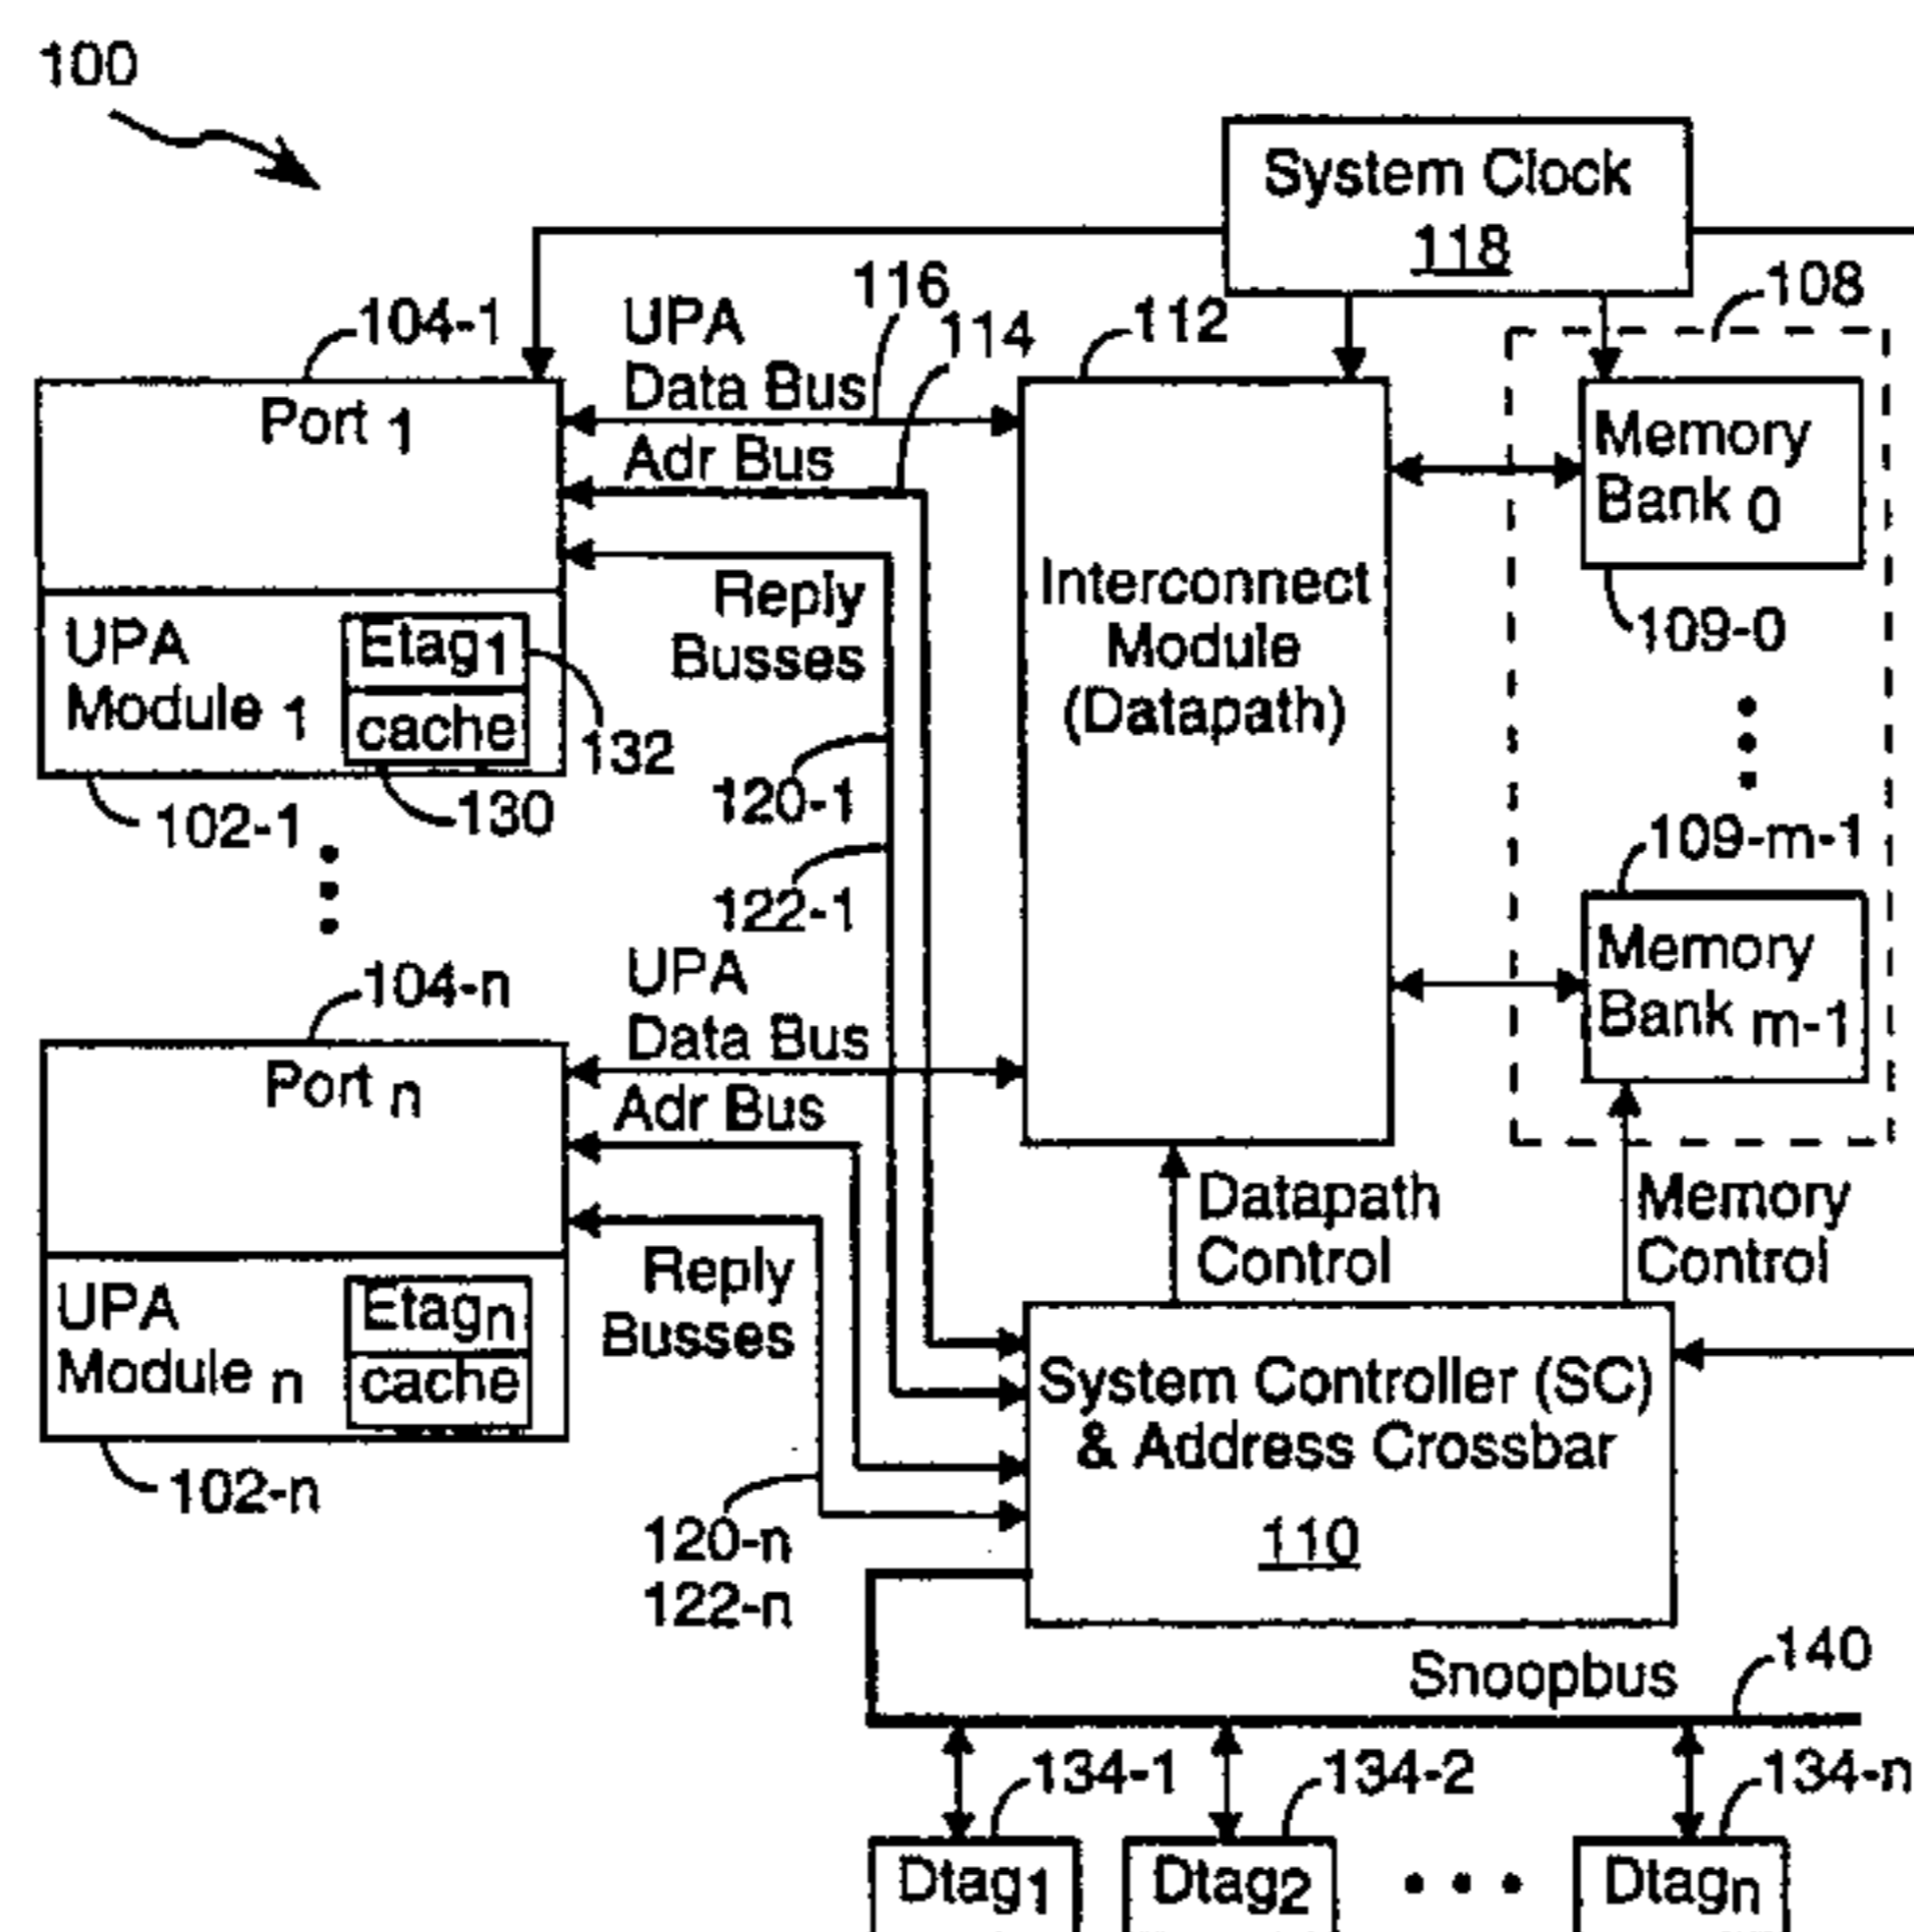 100
System Clock
118
108
116
114
112
104-1
UPA
Data Bus
Port 1
Adr Bus
Memory
Bank 0
109-0
Reply
Busses
Interconnect
Module
(Datapath)
UPA
Module 1
Etag1
cache
132
130
102-1
120-1
122-1
109-m-1
Memory
Bank m-1
104-n
UPA
Data Bus
Port n
Adr Bus
Datapath
Control
Memory
Control
Reply
Busses
UPA
Module n
Etagn
cache
102-n
System Controller (SC)
& Address Crossbar
110
120-n
122-n
Snoopbus
140
134-1
134-2
134-n
Dtag1
Dtag2
Dtagn